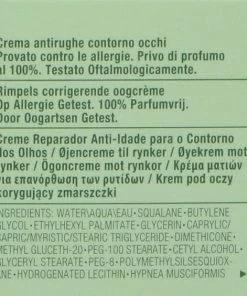 Crema antirughe contorno occhi
Provato contro le allergie. Privo di profumo
al 100%. Testato Oftalmologicamente.
Rimpels corrigerende oogcrème
Op Allergie Getest. 100% Parfumvrij.
Door Oogartsen Getest.
Creme Reparador Anti-Idade para o Contorno
dos Olhos / Øjencreme til rynker / Øyekrem mot
rynker / Ögoncreme mot rynkor / Κρέμα ματιών
για επανόρθωση των ρυτίδων / Krem pod oczy
korygujący zmarszczki
INGREDIENTS: WATER\AQUA\EAU • SQUALANE • BUTYLENE
GLYCOL • ETHYLHEXYL PALMITATE • GLYCERIN • CAPRYLIC/
CAPRIC/MYRISTIC/STEARIC TRIGLYCERIDE • DIMETHICONE •
METHYL GLUCETH-20 • PEG-100 STEARATE • CETYL ALCOHOL •
GLYCERYL STEARATE • PEG-8 • POLYMETHYLSILSESQUIOX-
ANE • HYDROGENATED LECITHIN • HYPNEA MUSCIFORMIS